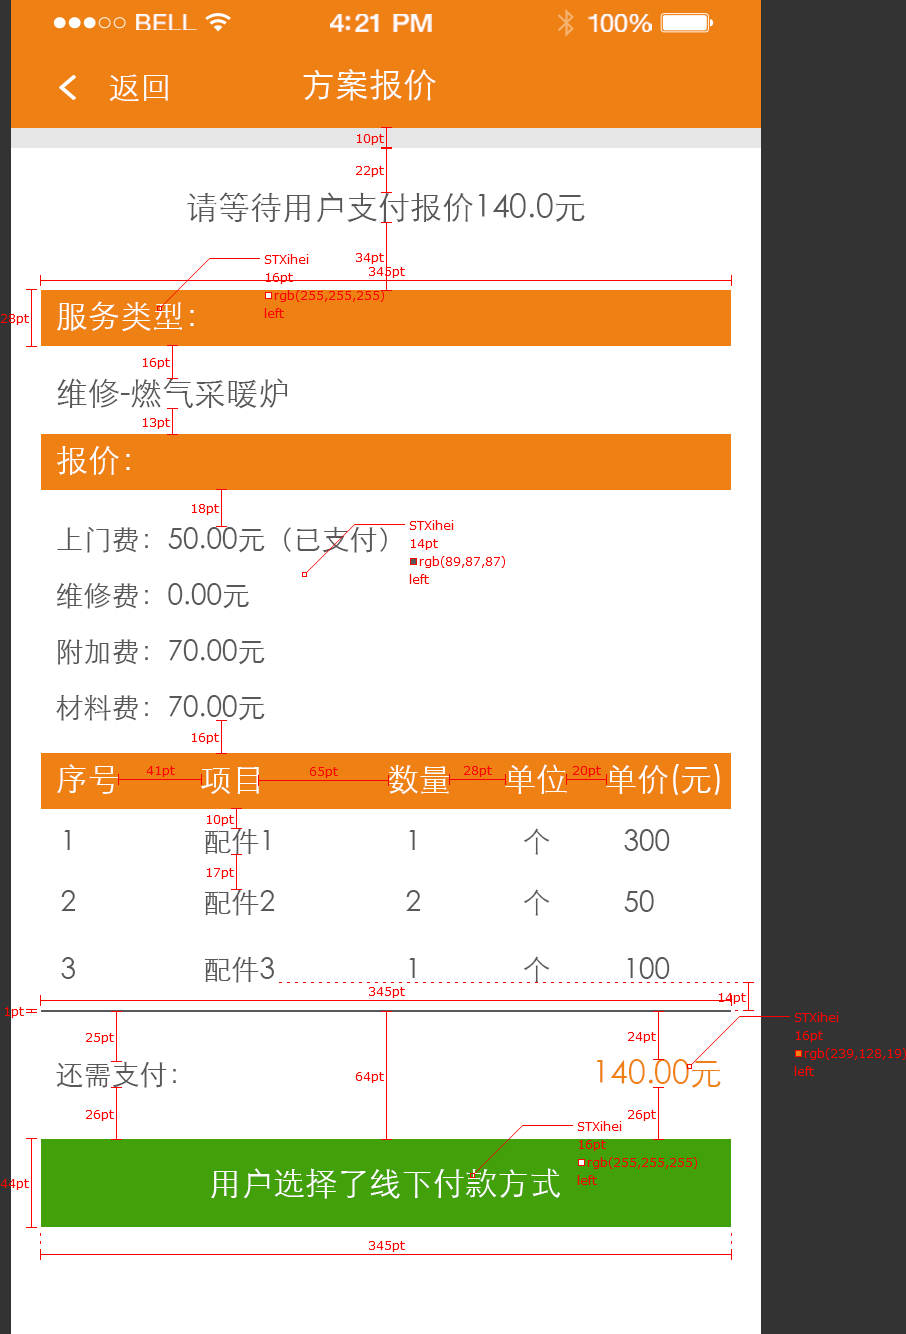 BELL 4:21 PM 100%
返回 方案报价
10pt
22pt
请等待用户支付报价140.0元
34pt
345pt
STXihei
16pt
rgb(255,255,255)
left
28pt
服务类型：
16pt
维修-燃气采暖炉
13pt
报价：
18pt
STXihei
14pt
rgb(89,87,87)
left
上门费：50.00元（已支付）
维修费：0.00元
附加费：70.00元
材料费：70.00元
16pt
序号 41pt 项目 65pt 数量 28pt 单位 20pt 单价(元)
10pt
1 配件1 1 个 300
17pt
2 配件2 2 个 50
3 配件3 1 个 100
345pt
14pt
1pt
STXihei
16pt
rgb(239,128,19)
left
25pt
24pt
还需支付： 140.00元
64pt
26pt
26pt
STXihei
16pt
rgb(255,255,255)
left
44pt
用户选择了线下付款方式
345pt